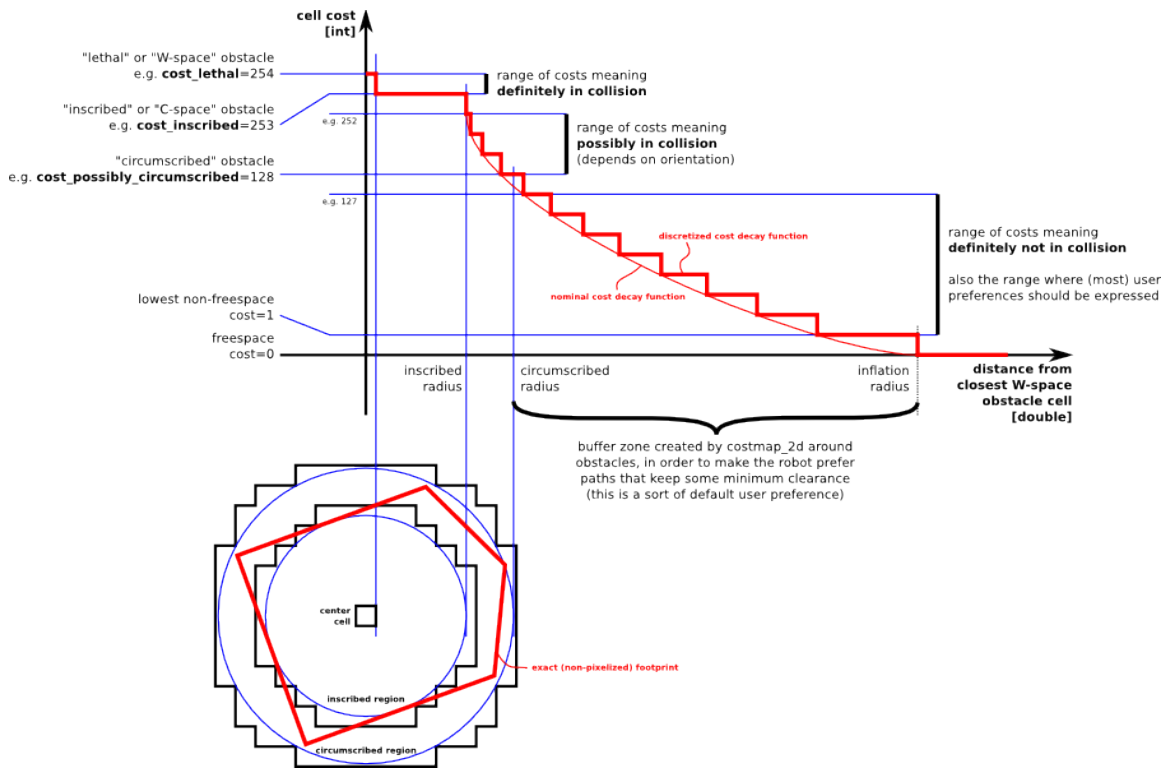 cell cost
[int]
"lethal" or "W-space" obstacle
e.g. cost_lethal=254
range of costs meaning
definitely in collision
"inscribed" or "C-space" obstacle
e.g. cost_inscribed=253
e.g. 252
range of costs meaning
possibly in collision
(depends on orientation)
"circumscribed" obstacle
e.g. cost_possibly_circumscribed=128
e.g. 127
range of costs meaning
definitely not in collision
also the range where (most) user
preferences should be expressed
discretized cost decay function
nominal cost decay function
lowest non-freespace
cost=1
freespace
cost=0
inscribed
radius
circumscribed
radius
inflation
radius
distance from
closest W-space
obstacle cell
[double]
buffer zone created by costmap_2d around
obstacles, in order to make the robot prefer
paths that keep some minimum clearance
(this is a sort of default user preference)
center
cell
exact (non-pixelized) footprint
inscribed region
circumscribed region